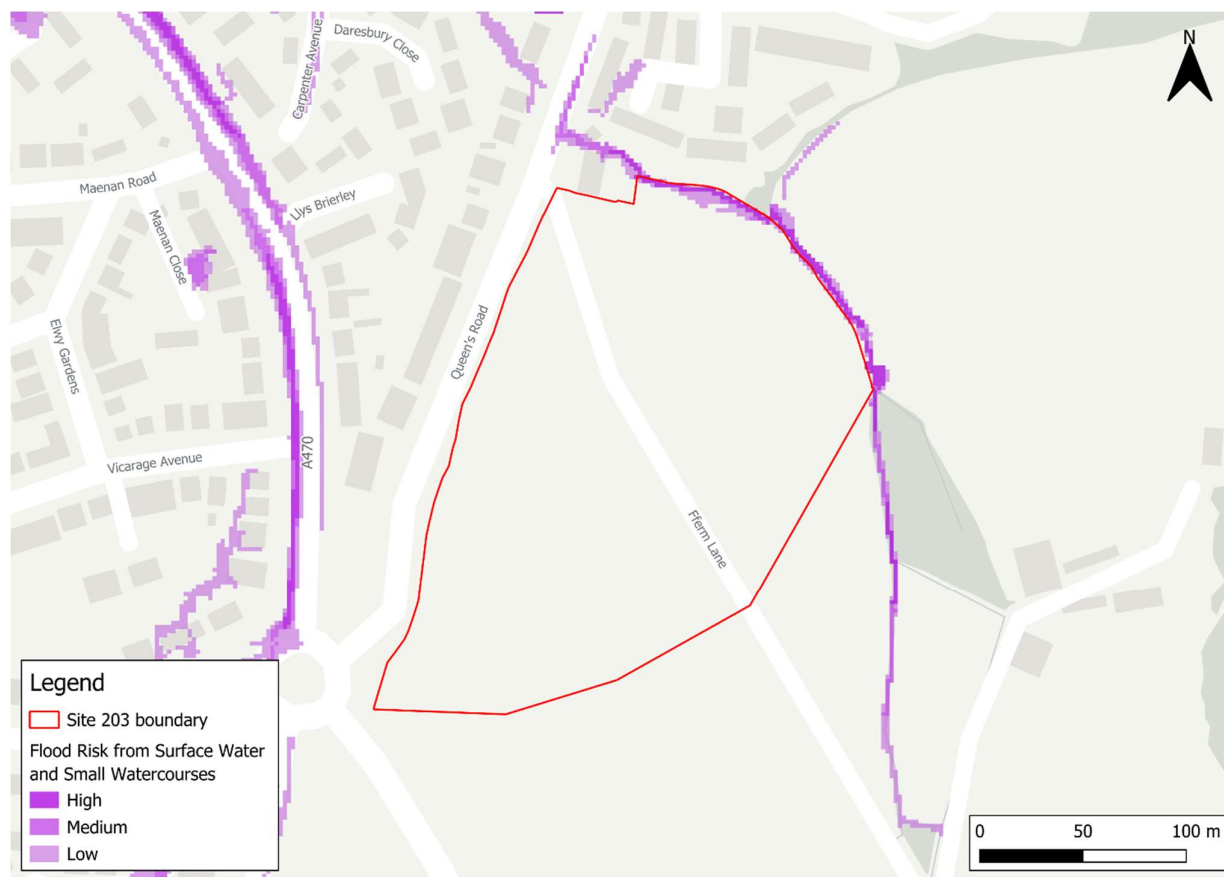 Daresbury Close
Carpenter Avenue
N
Maenan Road
Llys Brierley
Maenan Close
Elwy Gardens
Queen's Road
Vicarage Avenue
A470
Fferm Lane
Legend
Site 203 boundary
Flood Risk from Surface Water
and Small Watercourses
High
Medium
Low
0 50 100 m